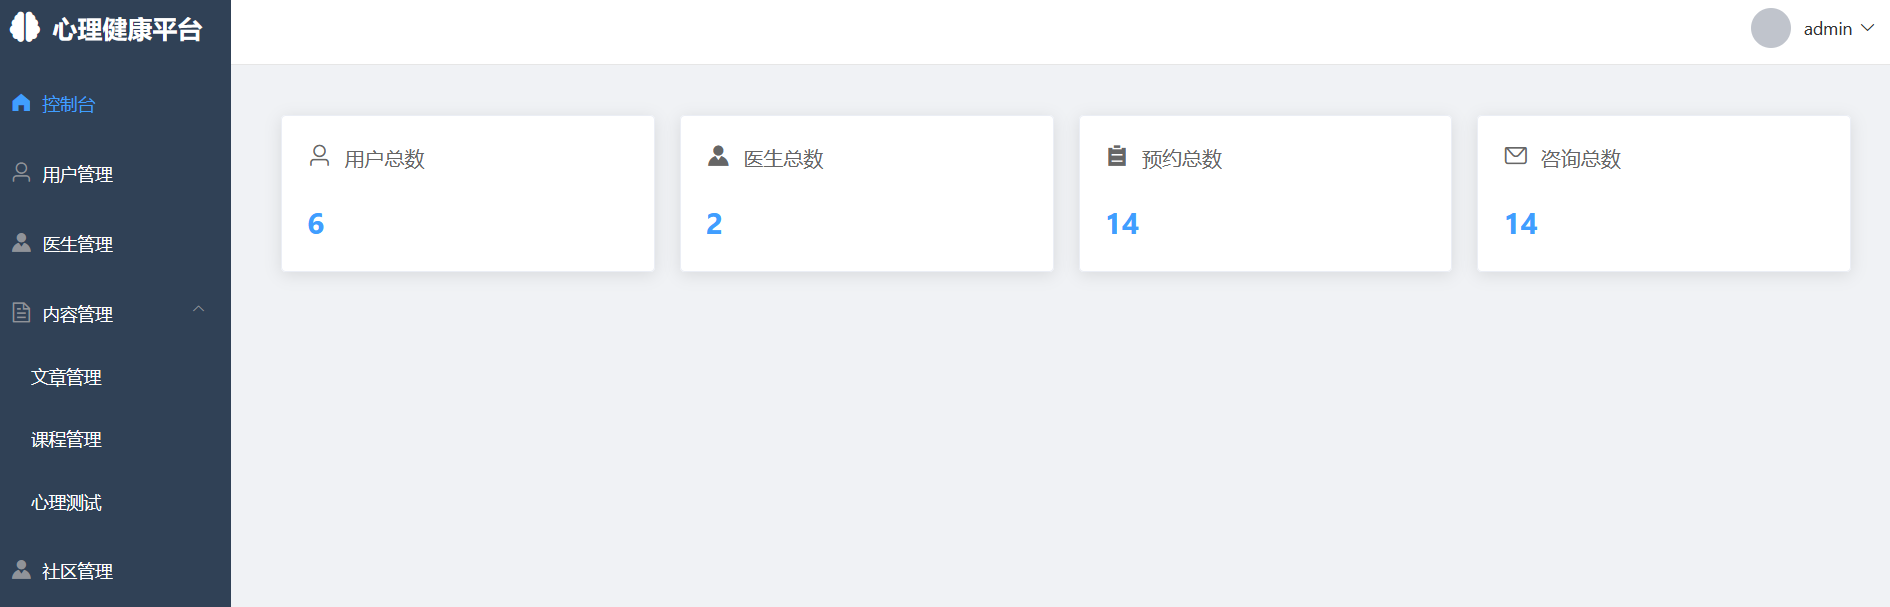 心理健康平台
admin
控制台
用户管理
医生管理
内容管理
文章管理
课程管理
心理测试
社区管理
用户总数
6
医生总数
2
预约总数
14
咨询总数
14